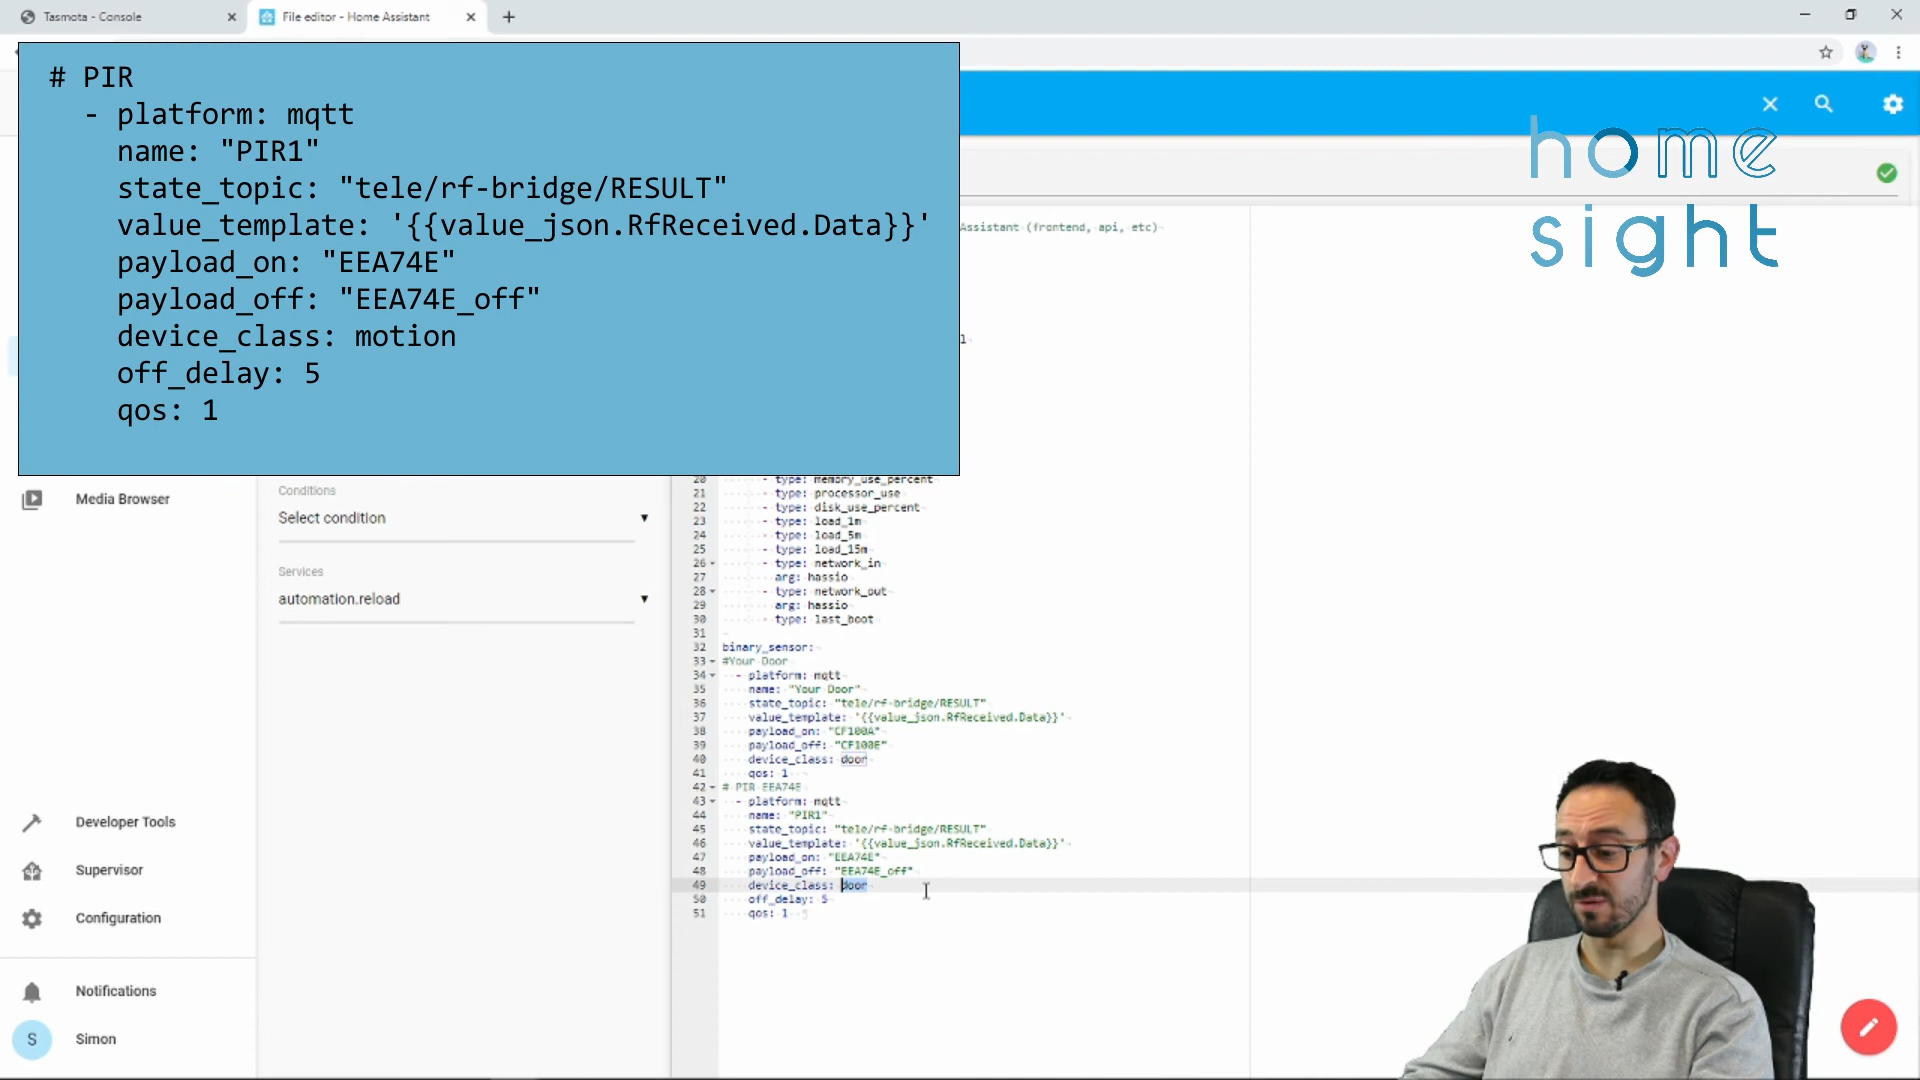 Tasmota - Console
File editor - Home Assistant
# PIR
- platform: mqtt
name: "PIR1"
state_topic: "tele/rf-bridge/RESULT"
value_template: '{{value_json.RfReceived.Data}}'
payload_on: "EEA74E"
payload_off: "EEA74E_off"
device_class: motion
off_delay: 5
qos: 1
home
sight
Assistant (frontend, api, etc)
Media Browser
Developer Tools
Supervisor
Configuration
Notifications
S
Simon
Conditions
Select condition
Services
automation.reload
20 - type: memory_use_percent
21 - type: processor_use
22 - type: disk_use_percent
23 - type: load_1m
24 - type: load_5m
25 - type: load_15m
26 - type: network_in
27 arg: hassio
28 - type: network_out
29 arg: hassio
30 - type: last_boot
31
32 binary_sensor:
33 #Your Door
34 - platform: mqtt
35 name: "Your Door"
36 state_topic: "tele/rf-bridge/RESULT"
37 value_template: '{{value_json.RfReceived.Data}}'
38 payload_on: "CF100A"
39 payload_off: "CF100E"
40 device_class: door
41 qos: 1
42 # PIR EEA74E
43 - platform: mqtt
44 name: "PIR1"
45 state_topic: "tele/rf-bridge/RESULT"
46 value_template: '{{value_json.RfReceived.Data}}'
47 payload_on: "EEA74E"
48 payload_off: "EEA74E_off"
49 device_class: door
50 off_delay: 5
51 qos: 1